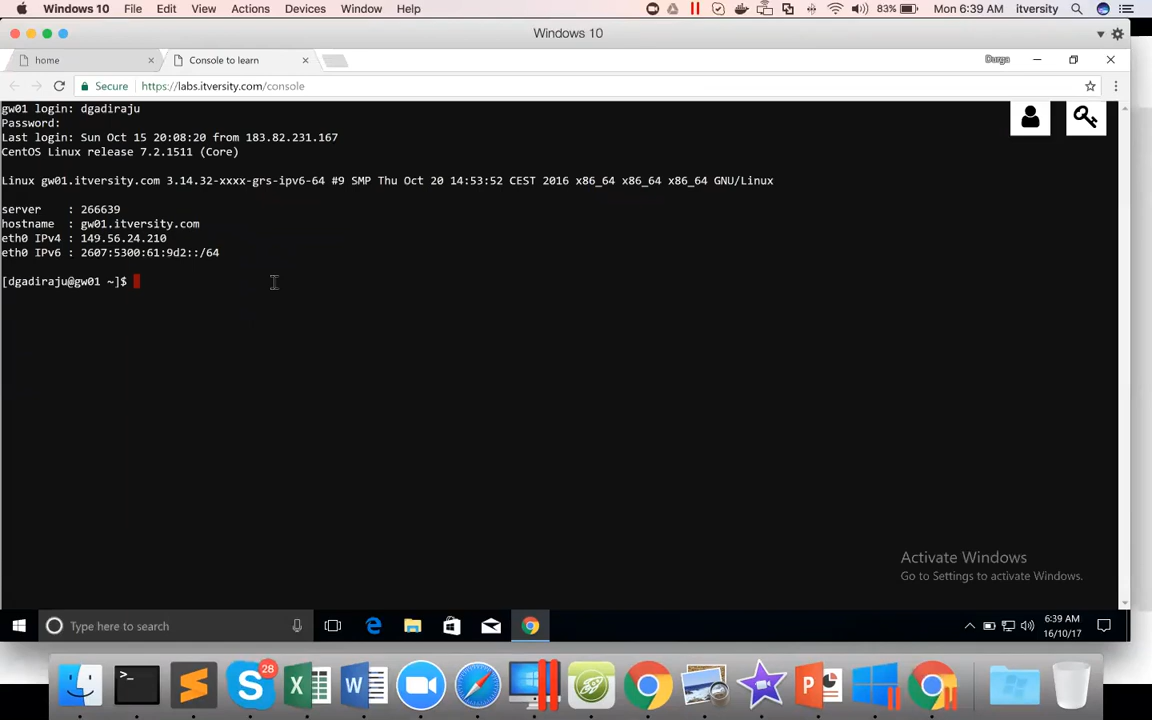 Windows 10 File Edit View Actions Devices Window Help 83% Mon 6:39 AM itversity
Windows 10
home Console to learn Durga
Secure https://labs.itversity.com/console
gw01 login: dgadiraju
Password:
Last login: Sun Oct 15 20:08:20 from 183.82.231.167
CentOS Linux release 7.2.1511 (Core)
Linux gw01.itversity.com 3.14.32-xxxx-grs-ipv6-64 #9 SMP Thu Oct 20 14:53:52 CEST 2016 x86_64 x86_64 x86_64 GNU/Linux
server : 266639
hostname : gw01.itversity.com
eth0 IPv4 : 149.56.24.210
eth0 IPv6 : 2607:5300:61:9d2::/64
[dgadiraju@gw01 ~]$
Activate Windows
Go to Settings to activate Windows.
Type here to search
6:39 AM
16/10/17
28